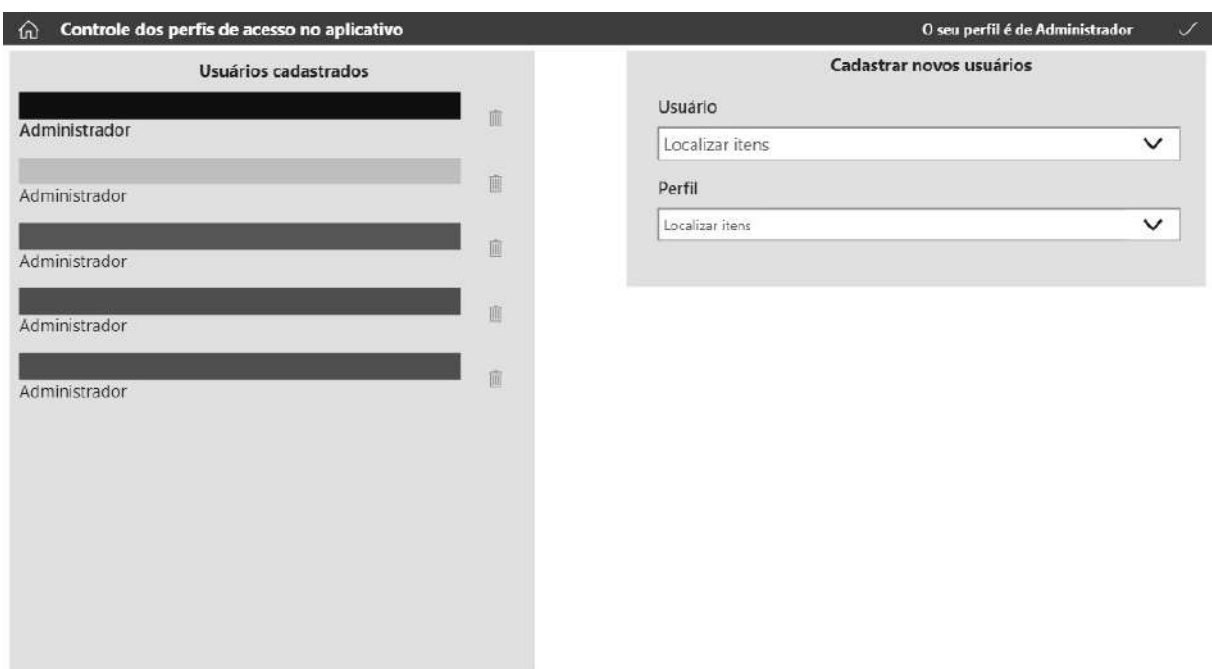 Controle dos perfis de acesso no aplicativo
O seu perfil é de Administrador
Usuários cadastrados
Administrador
Administrador
Administrador
Administrador
Administrador
Cadastrar novos usuários
Usuário
Localizar itens
Perfil
Localizar itens